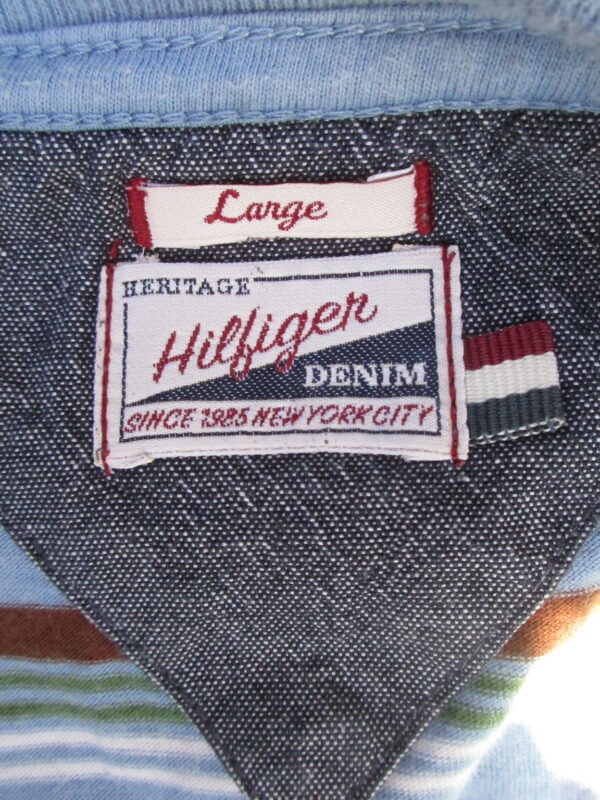 Large
HERITAGE
Hilfiger
DENIM
SINCE 1985 NEW YORK CITY